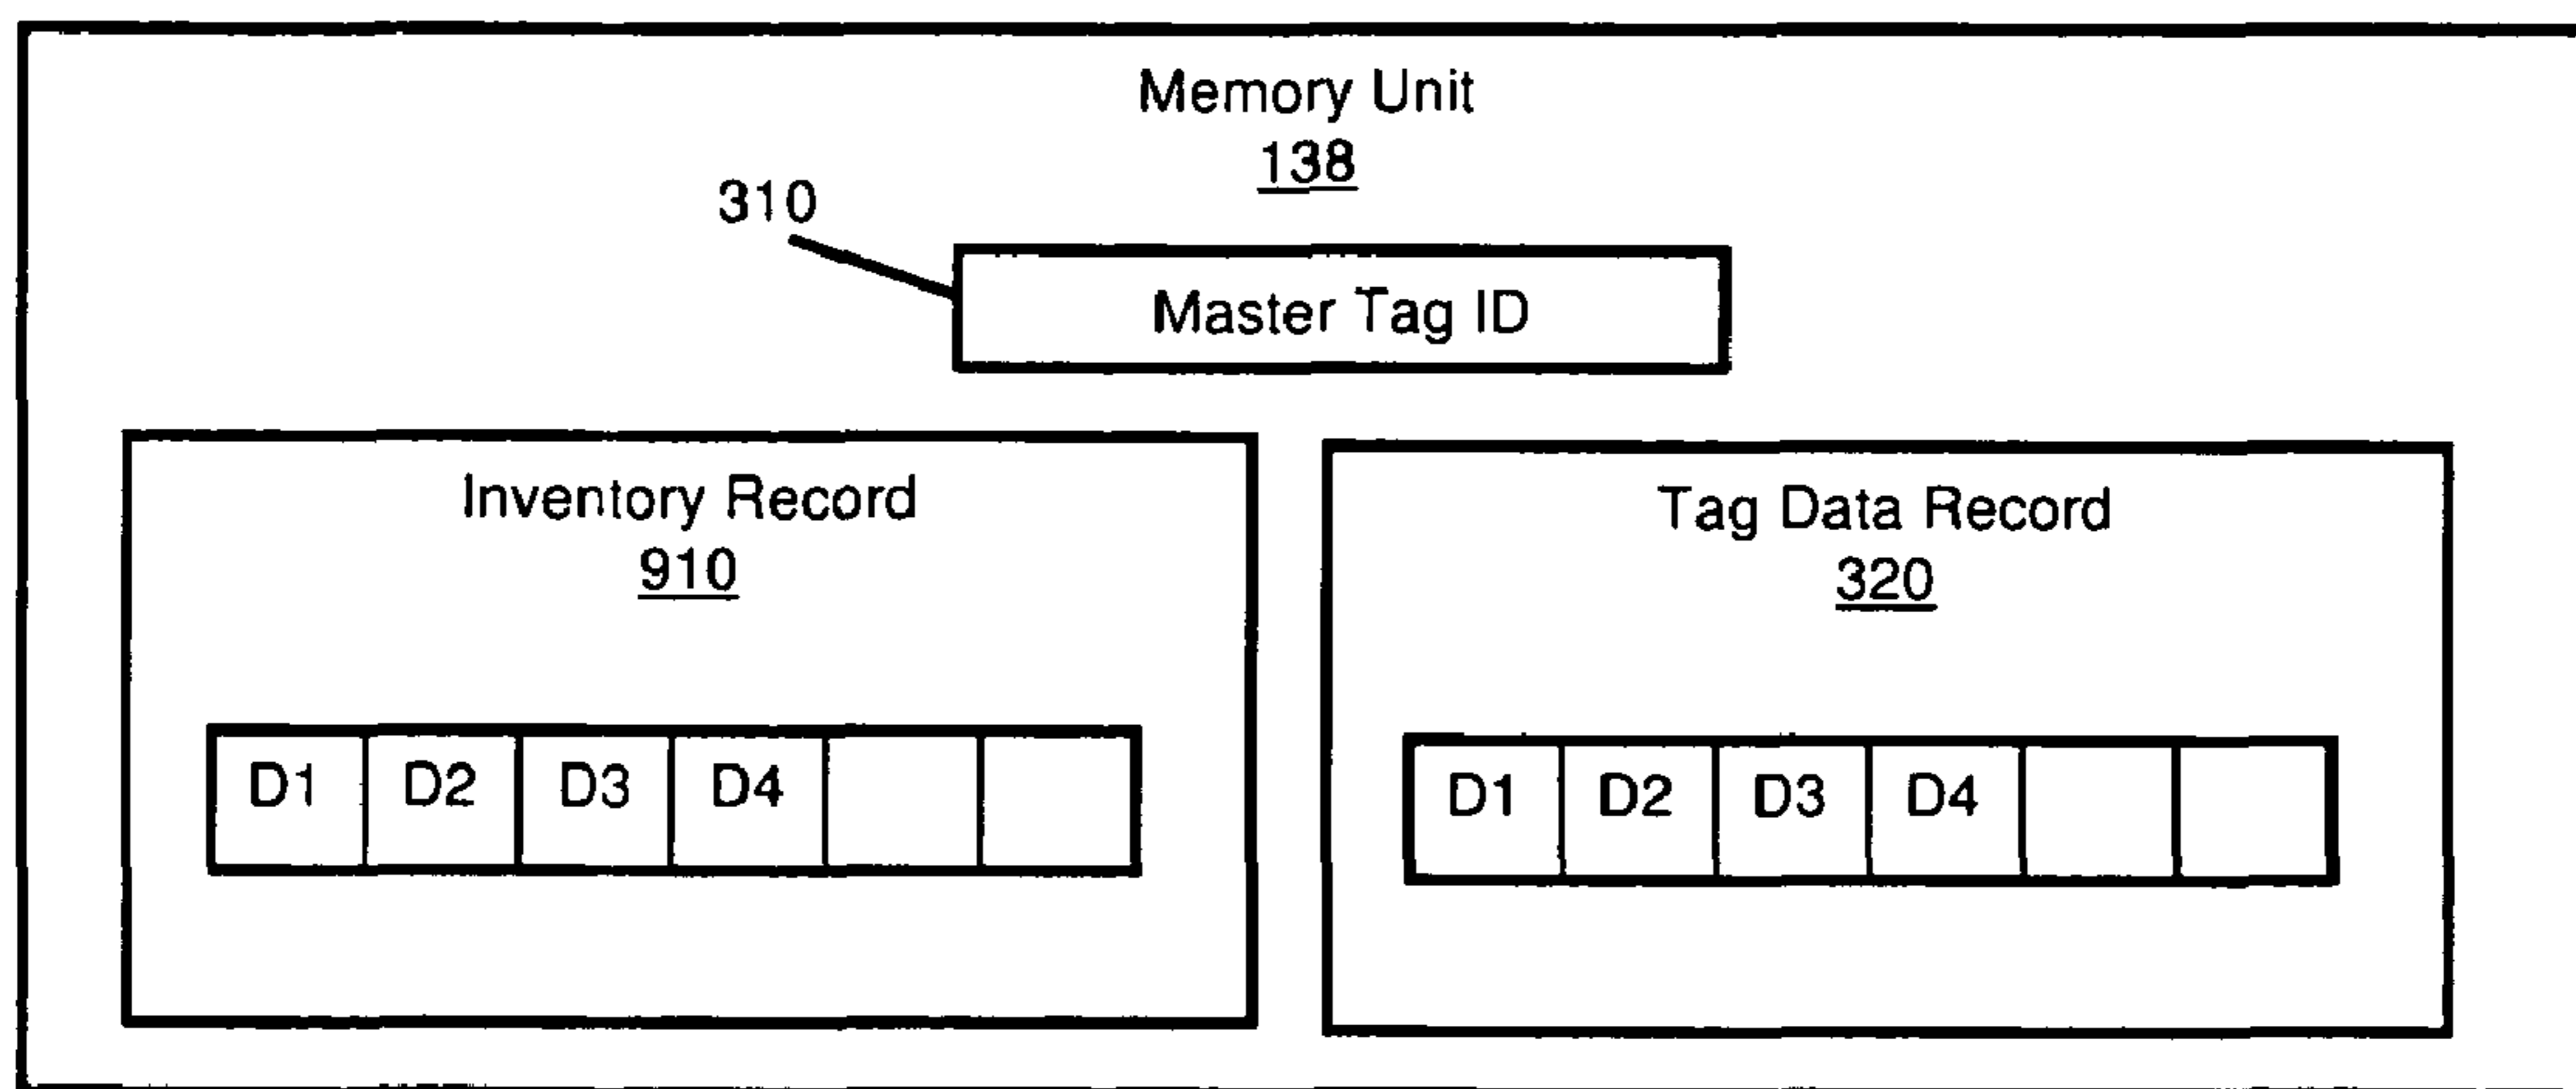 Memory Unit
138
310
Master Tag ID
Inventory Record
910
D1 D2 D3 D4
Tag Data Record
320
D1 D2 D3 D4